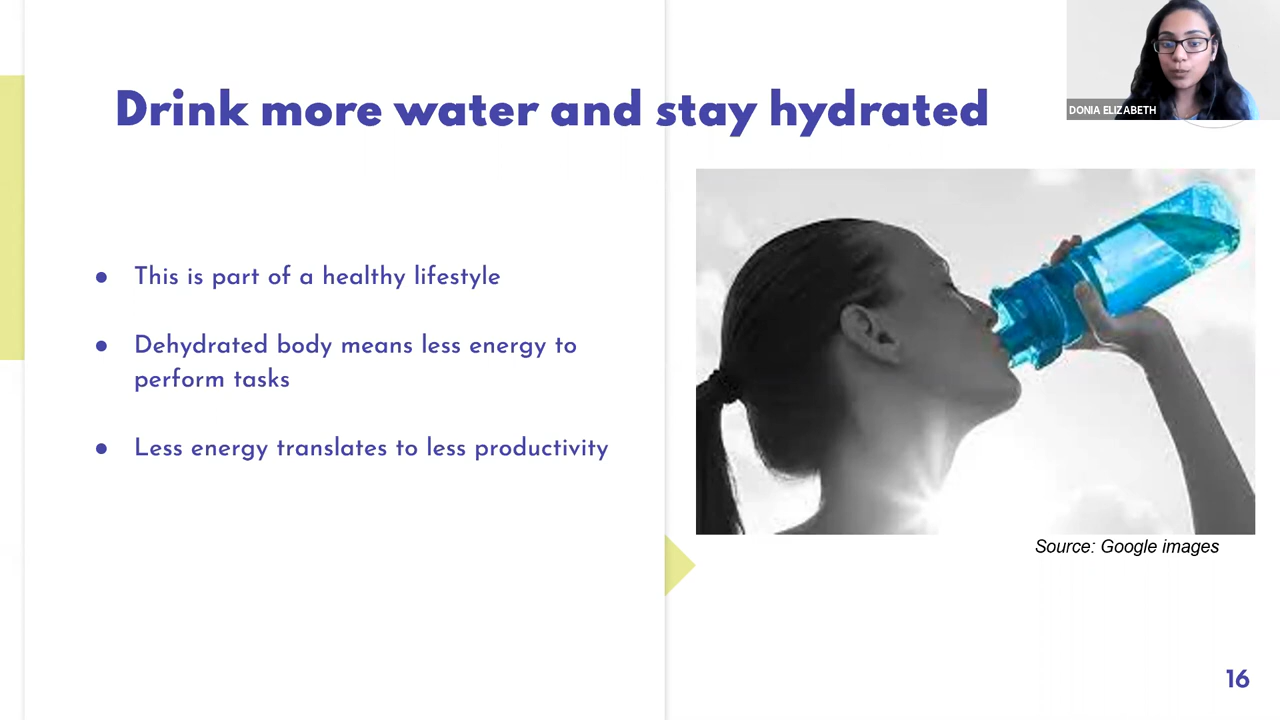 Drink more water and stay hydrated
DONIA ELIZABETH
● This is part of a healthy lifestyle
● Dehydrated body means less energy to
perform tasks
● Less energy translates to less productivity
Source: Google images
16